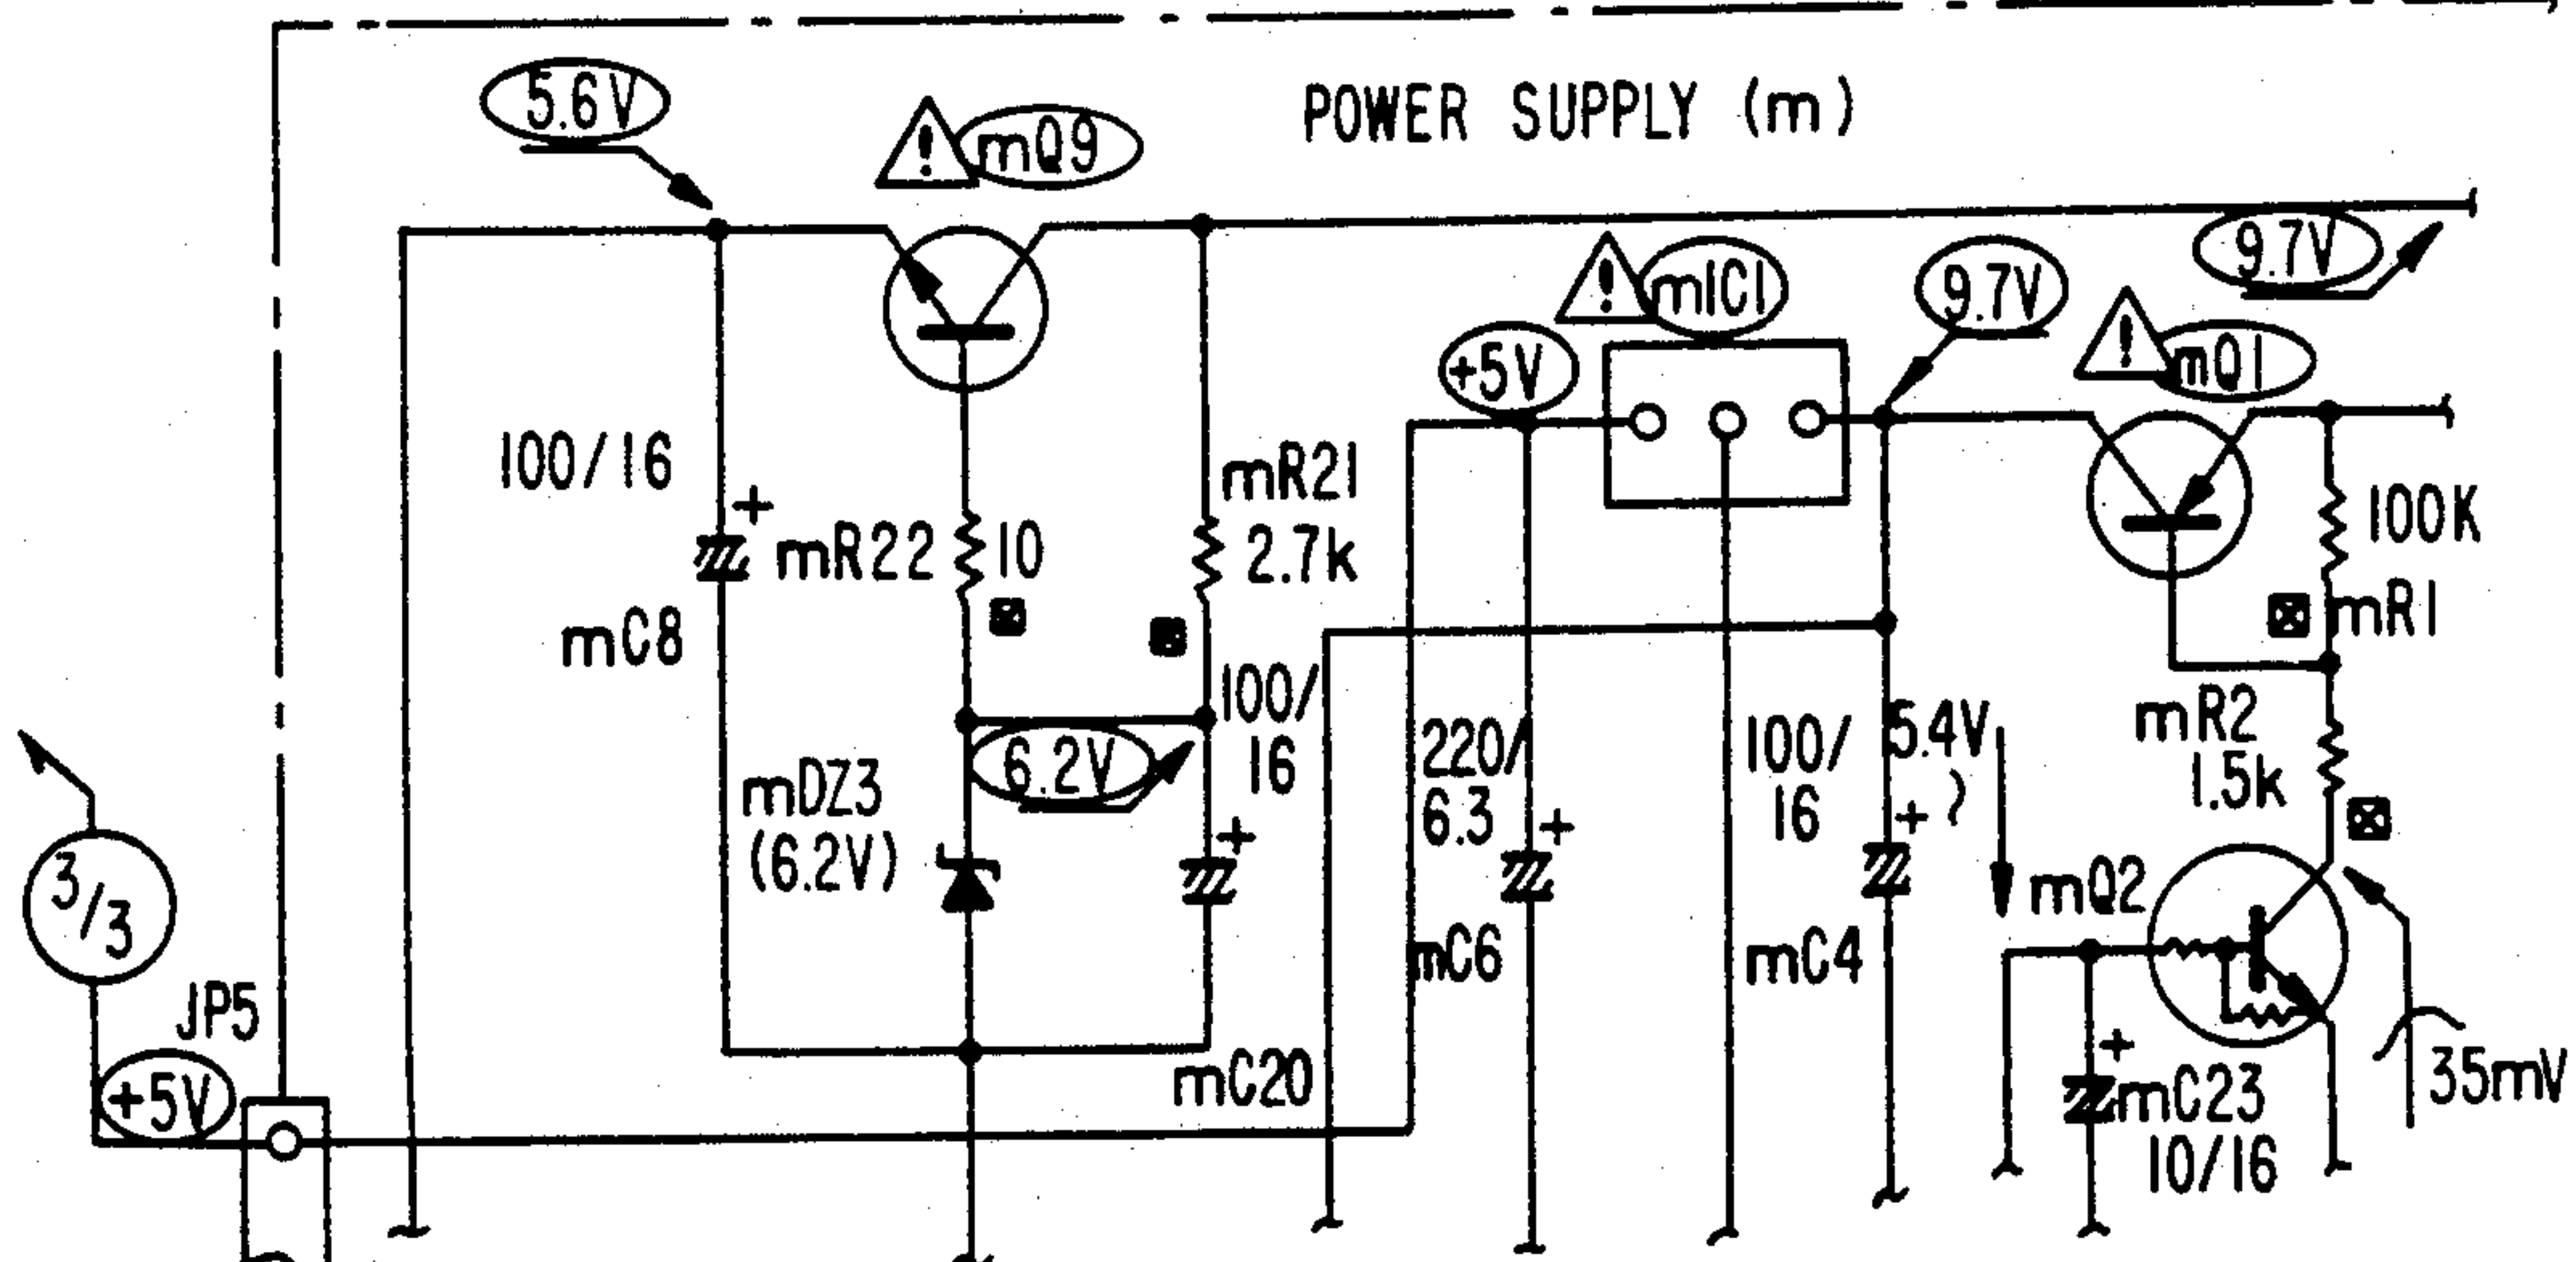 POWER SUPPLY (m)
5.6V
! mQ9
9.7V
! mIC1
9.7V
! mQ1
+5V
100/16
mC8
mR22
10
mR21
2.7k
100K
mR1
6.2V
100/
16
mDZ3
(6.2V)
220/
6.3
100/
16
5.4V
~
mR2
1.5k
3/3
mQ2
mC6
mC4
JP5
+5V
mC20
mC23
10/16
35mV
+
+
+
+
+